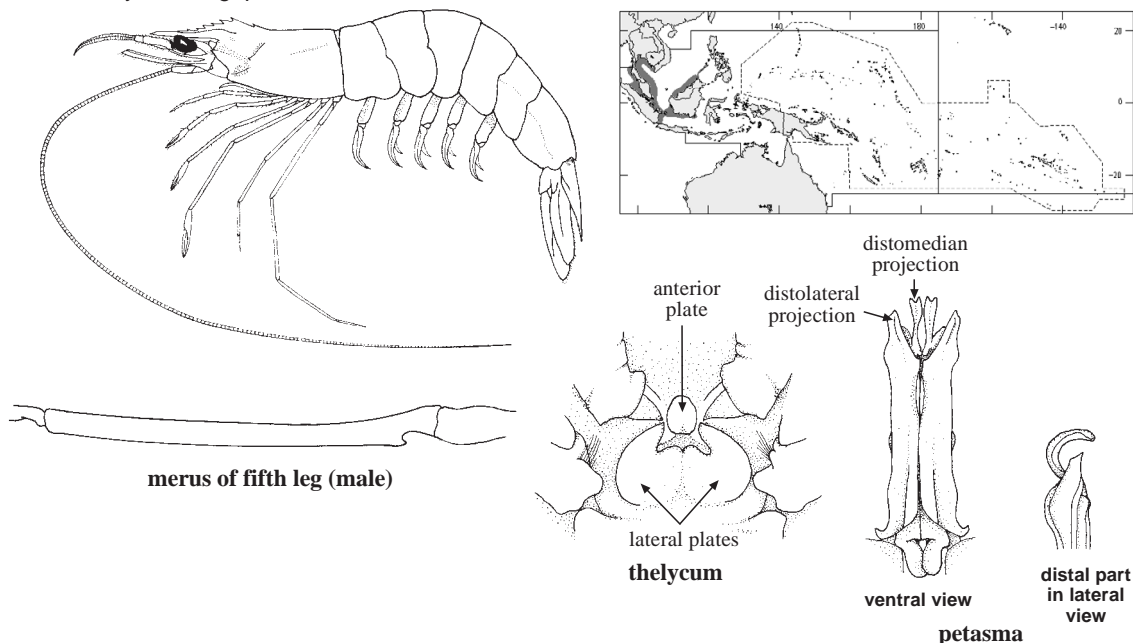 140
180
-140
20
0
-20
distomedian
projection
anterior
plate
distolateral
projection
merus of fifth leg (male)
lateral plates
thelycum
ventral view
distal part
in lateral
view
petasma